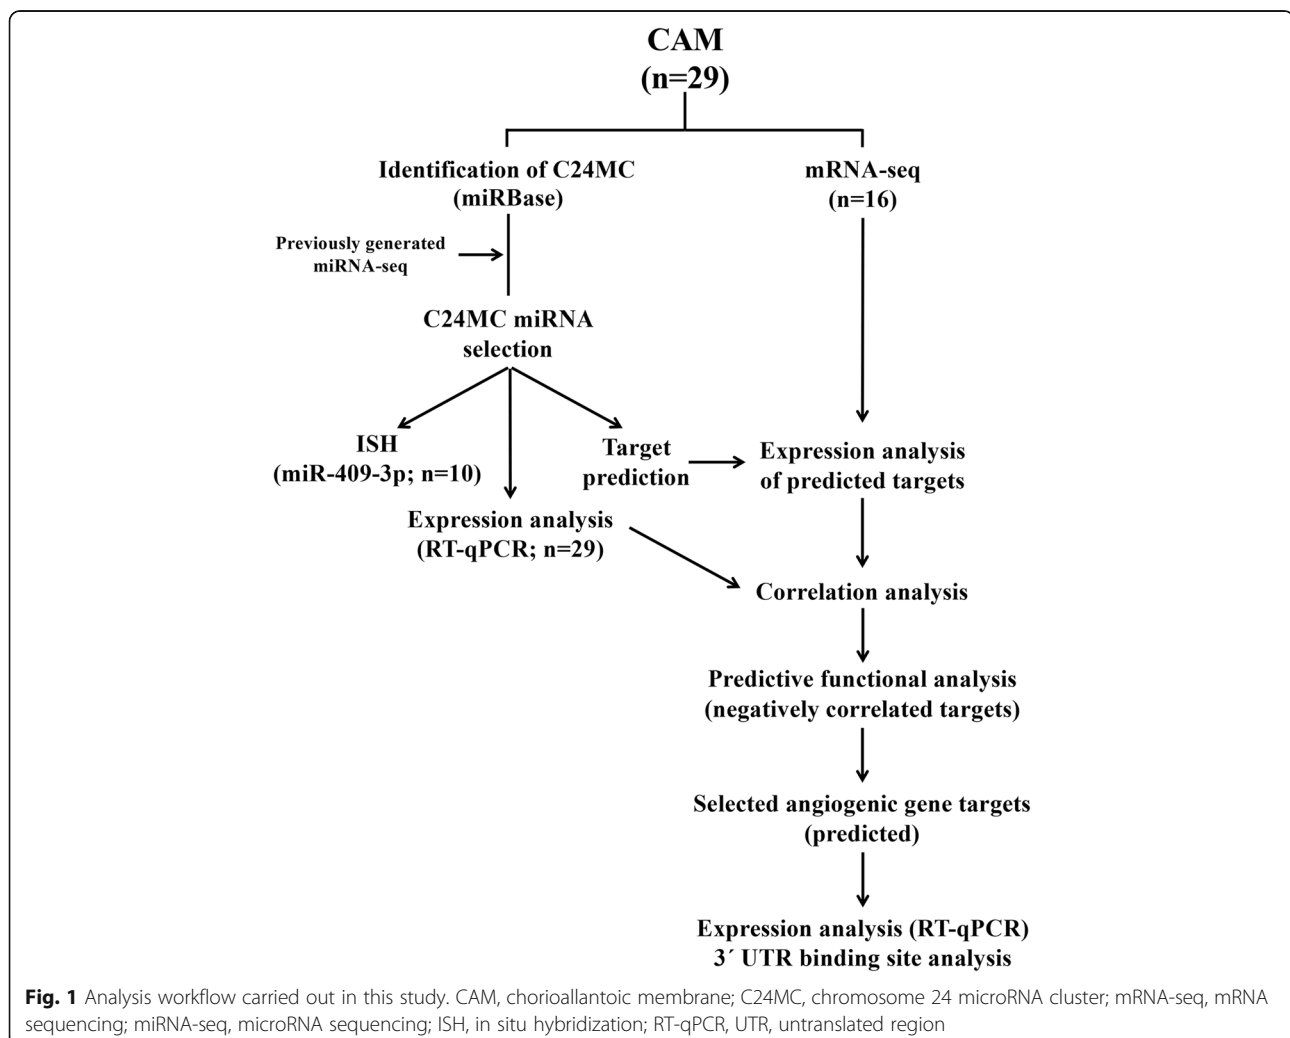 CAM
(n=29)
Identification of C24MC
(miRBase)
mRNA-seq
(n=16)
Previously generated
miRNA-seq
C24MC miRNA
selection
ISH
(miR-409-3p; n=10)
Target
prediction
Expression analysis
of predicted targets
Expression analysis
(RT-qPCR; n=29)
Correlation analysis
Predictive functional analysis
(negatively correlated targets)
Selected angiogenic gene targets
(predicted)
Expression analysis (RT-qPCR)
3´ UTR binding site analysis
Fig. 1 Analysis workflow carried out in this study. CAM, chorioallantoic membrane; C24MC, chromosome 24 microRNA cluster; mRNA-seq, mRNA
sequencing; miRNA-seq, microRNA sequencing; ISH, in situ hybridization; RT-qPCR, UTR, untranslated region